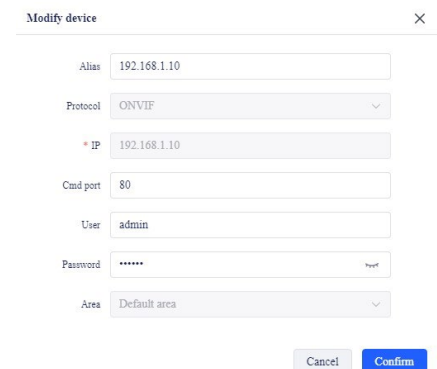 Modify device
Alias 192.168.1.10
Protocol ONVIF
* IP 192.168.1.10
Cmd port 80
User admin
Password ••••••
Area Default area
Cancel Confirm